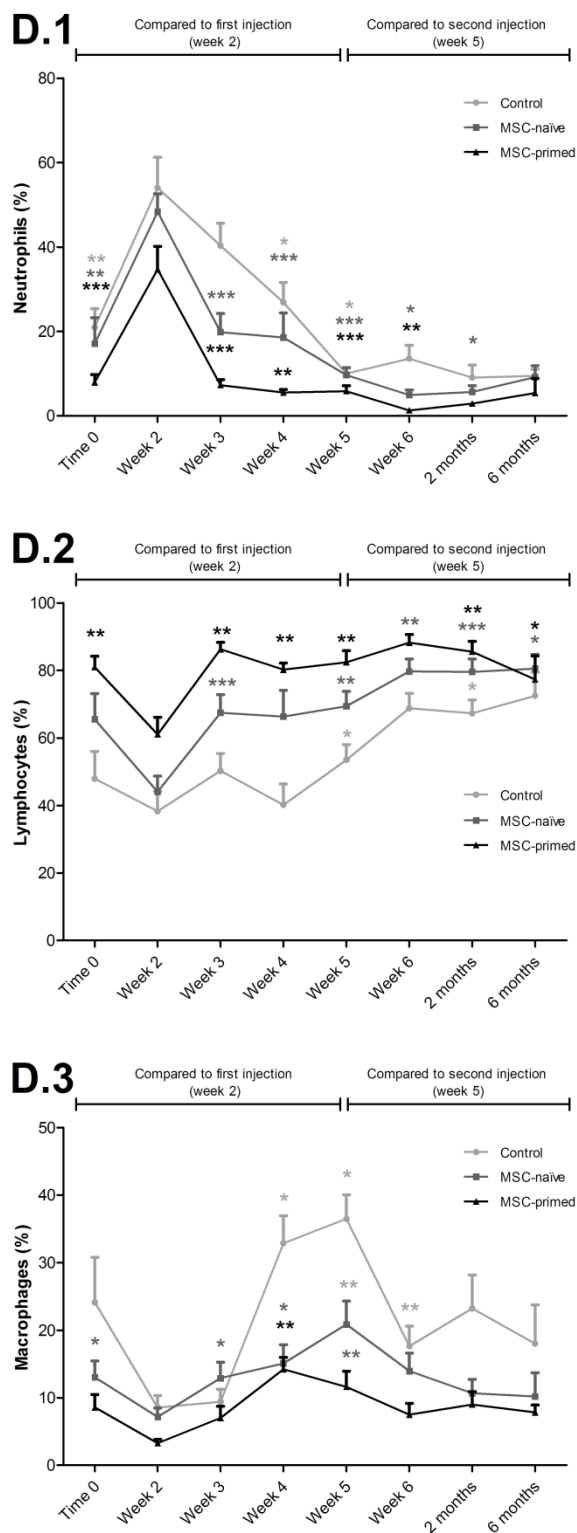 D.1
Compared to first injection
(week 2)
Compared to second injection
(week 5)
Neutrophils (%)
80
60
40
20
0
Control
MSC-naïve
MSC-primed
**
**
***
***
***
*
***
**
*
***
***
*
**
*
Time 0
Week 2
Week 3
Week 4
Week 5
Week 6
2 months
6 months
D.2
Compared to first injection
(week 2)
Compared to second injection
(week 5)
Lymphocytes (%)
100
80
60
40
20
0
**
**
***
**
**
**
*
**
**
***
*
*
*
Control
MSC-naïve
MSC-primed
Time 0
Week 2
Week 3
Week 4
Week 5
Week 6
2 months
6 months
D.3
Compared to first injection
(week 2)
Compared to second injection
(week 5)
Macrophages (%)
50
40
30
20
10
0
Control
MSC-naïve
MSC-primed
*
*
*
*
**
*
**
**
**
Time 0
Week 2
Week 3
Week 4
Week 5
Week 6
2 months
6 months